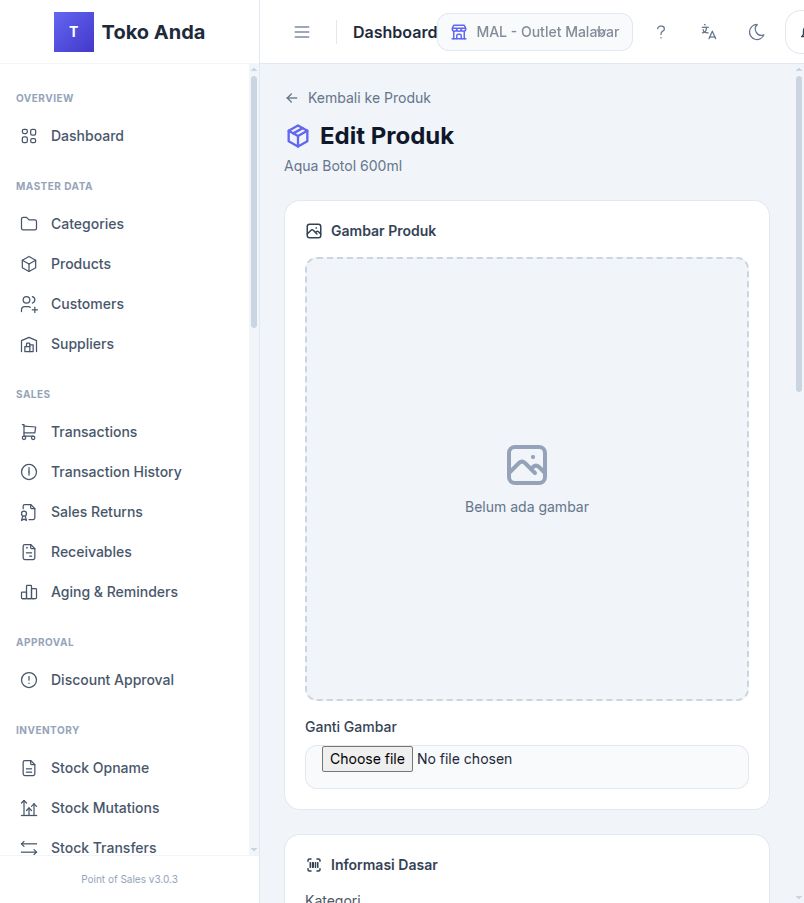 T
Toko Anda
OVERVIEW
Dashboard
MASTER DATA
Categories
Products
Customers
Suppliers
SALES
Transactions
Transaction History
Sales Returns
Receivables
Aging & Reminders
APPROVAL
Discount Approval
INVENTORY
Stock Opname
Stock Mutations
Stock Transfers
Point of Sales v3.0.3
Dashboard
MAL - Outlet Malabar
Kembali ke Produk
Edit Produk
Aqua Botol 600ml
Gambar Produk
Belum ada gambar
Ganti Gambar
Choose file No file chosen
Informasi Dasar
Kategori